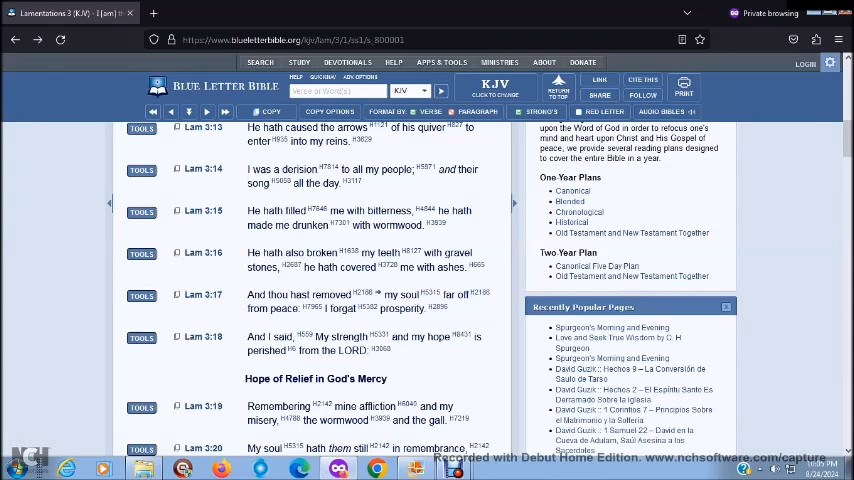 Lamentations 3 (KJV) - I [am] th
Private browsing
https://www.blueletterbible.org/kjv/lam/3/1/ss1/s_800001
SEARCH STUDY DEVOTIONALS HELP APPS & TOOLS MINISTRIES ABOUT DONATE
LOGIN
BLUE LETTER BIBLE
HELP QUICKNAV ADV. OPTIONS
Verse or Word(s) KJV
KJV
CLICK TO CHANGE
RETURN TO TOP
LINK CITE THIS
SHARE FOLLOW
PRINT
COPY COPY OPTIONS FORMAT BY: VERSE PARAGRAPH STRONG'S RED LETTER AUDIO BIBLES
TOOLS Lam 3:13 He hath caused the arrows H1121 of his quiver H827 to
enter H935 into my reins. H3629
TOOLS Lam 3:14 I was a derision H7814 to all my people; H5971 and their
song H5058 all the day. H3117
TOOLS Lam 3:15 He hath filled H7646 me with bitterness, H4844 he hath
made me drunken H7301 with wormwood. H3939
TOOLS Lam 3:16 He hath also broken H1638 my teeth H8127 with gravel
stones, H2687 he hath covered H3728 me with ashes. H665
TOOLS Lam 3:17 And thou hast removed H2186 my soul H5315 far off H2186
from peace: H7965 I forgat H5382 prosperity. H2896
TOOLS Lam 3:18 And I said, H559 My strength H5331 and my hope H8431 is
perished H6 from the LORD: H3068
Hope of Relief in God's Mercy
TOOLS Lam 3:19 Remembering H2142 mine affliction H6040 and my
misery, H4788 the wormwood H3939 and the gall. H7219
TOOLS Lam 3:20 My soul H5315 hath them still H2142 in remembrance, H2142
upon the Word of God in order to refocus one's
mind and heart upon Christ and His Gospel of
peace, we provide several reading plans designed
to cover the entire Bible in a year.
One-Year Plans
Canonical
Blended
Chronological
Historical
Old Testament and New Testament Together
Two-Year Plan
Canonical Five Day Plan
Old Testament and New Testament Together
Recently Popular Pages
Spurgeon's Morning and Evening
Love and Seek True Wisdom by C. H
Spurgeon
Spurgeon's Morning and Evening
David Guzik: Hechos 9 – La Conversión de
Saulo de Tarso
David Guzik :: Hechos 2 - El Espíritu Santo Es
Derramado Sobre la Iglesia
David Guzik :: 1 Corintios 7 – Principios Sobre
el Matrimonio y la Soltería
David Guzik :: 1 Samuel 22 – David en la
Cueva de Adulam, Saúl Asesina a los
Sacerdotes
NCH
Recorded with Debut Home Edition. www.nchsoftware.com/capture
10:05 PM
8/24/2024